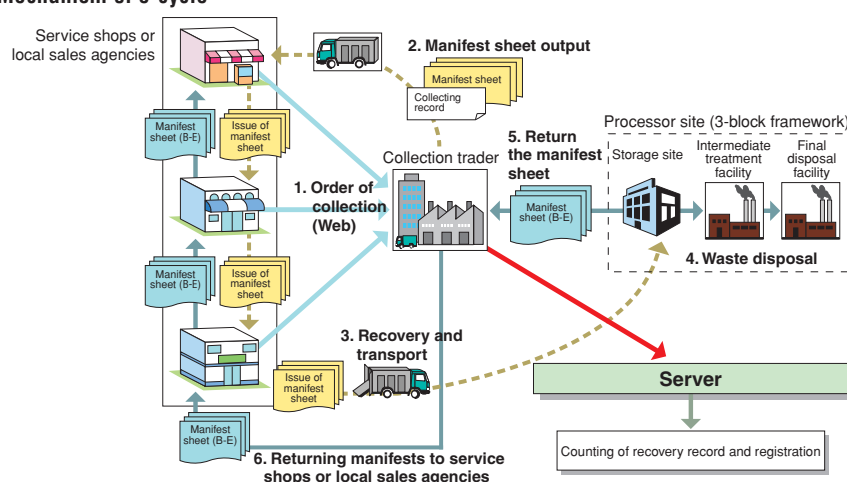 Service shops or
local sales agencies
2. Manifest sheet output
Manifest sheet
Collecting
record
Manifest
sheet (B-E)
Issue of
manifest
sheet
Processor site (3-block framework)
5. Return
the manifest
sheet
Storage site
Intermediate
treatment
facility
Final
disposal
facility
Collection trader
1. Order of
collection
(Web)
Manifest
sheet (B-E)
4. Waste disposal
Manifest
sheet (B-E)
Issue of
manifest
sheet
3. Recovery and
transport
Issue of
manifest
sheet
Server
Manifest
sheet (B-E)
Counting of recovery record and registration
6. Returning manifests to service
shops or local sales agencies